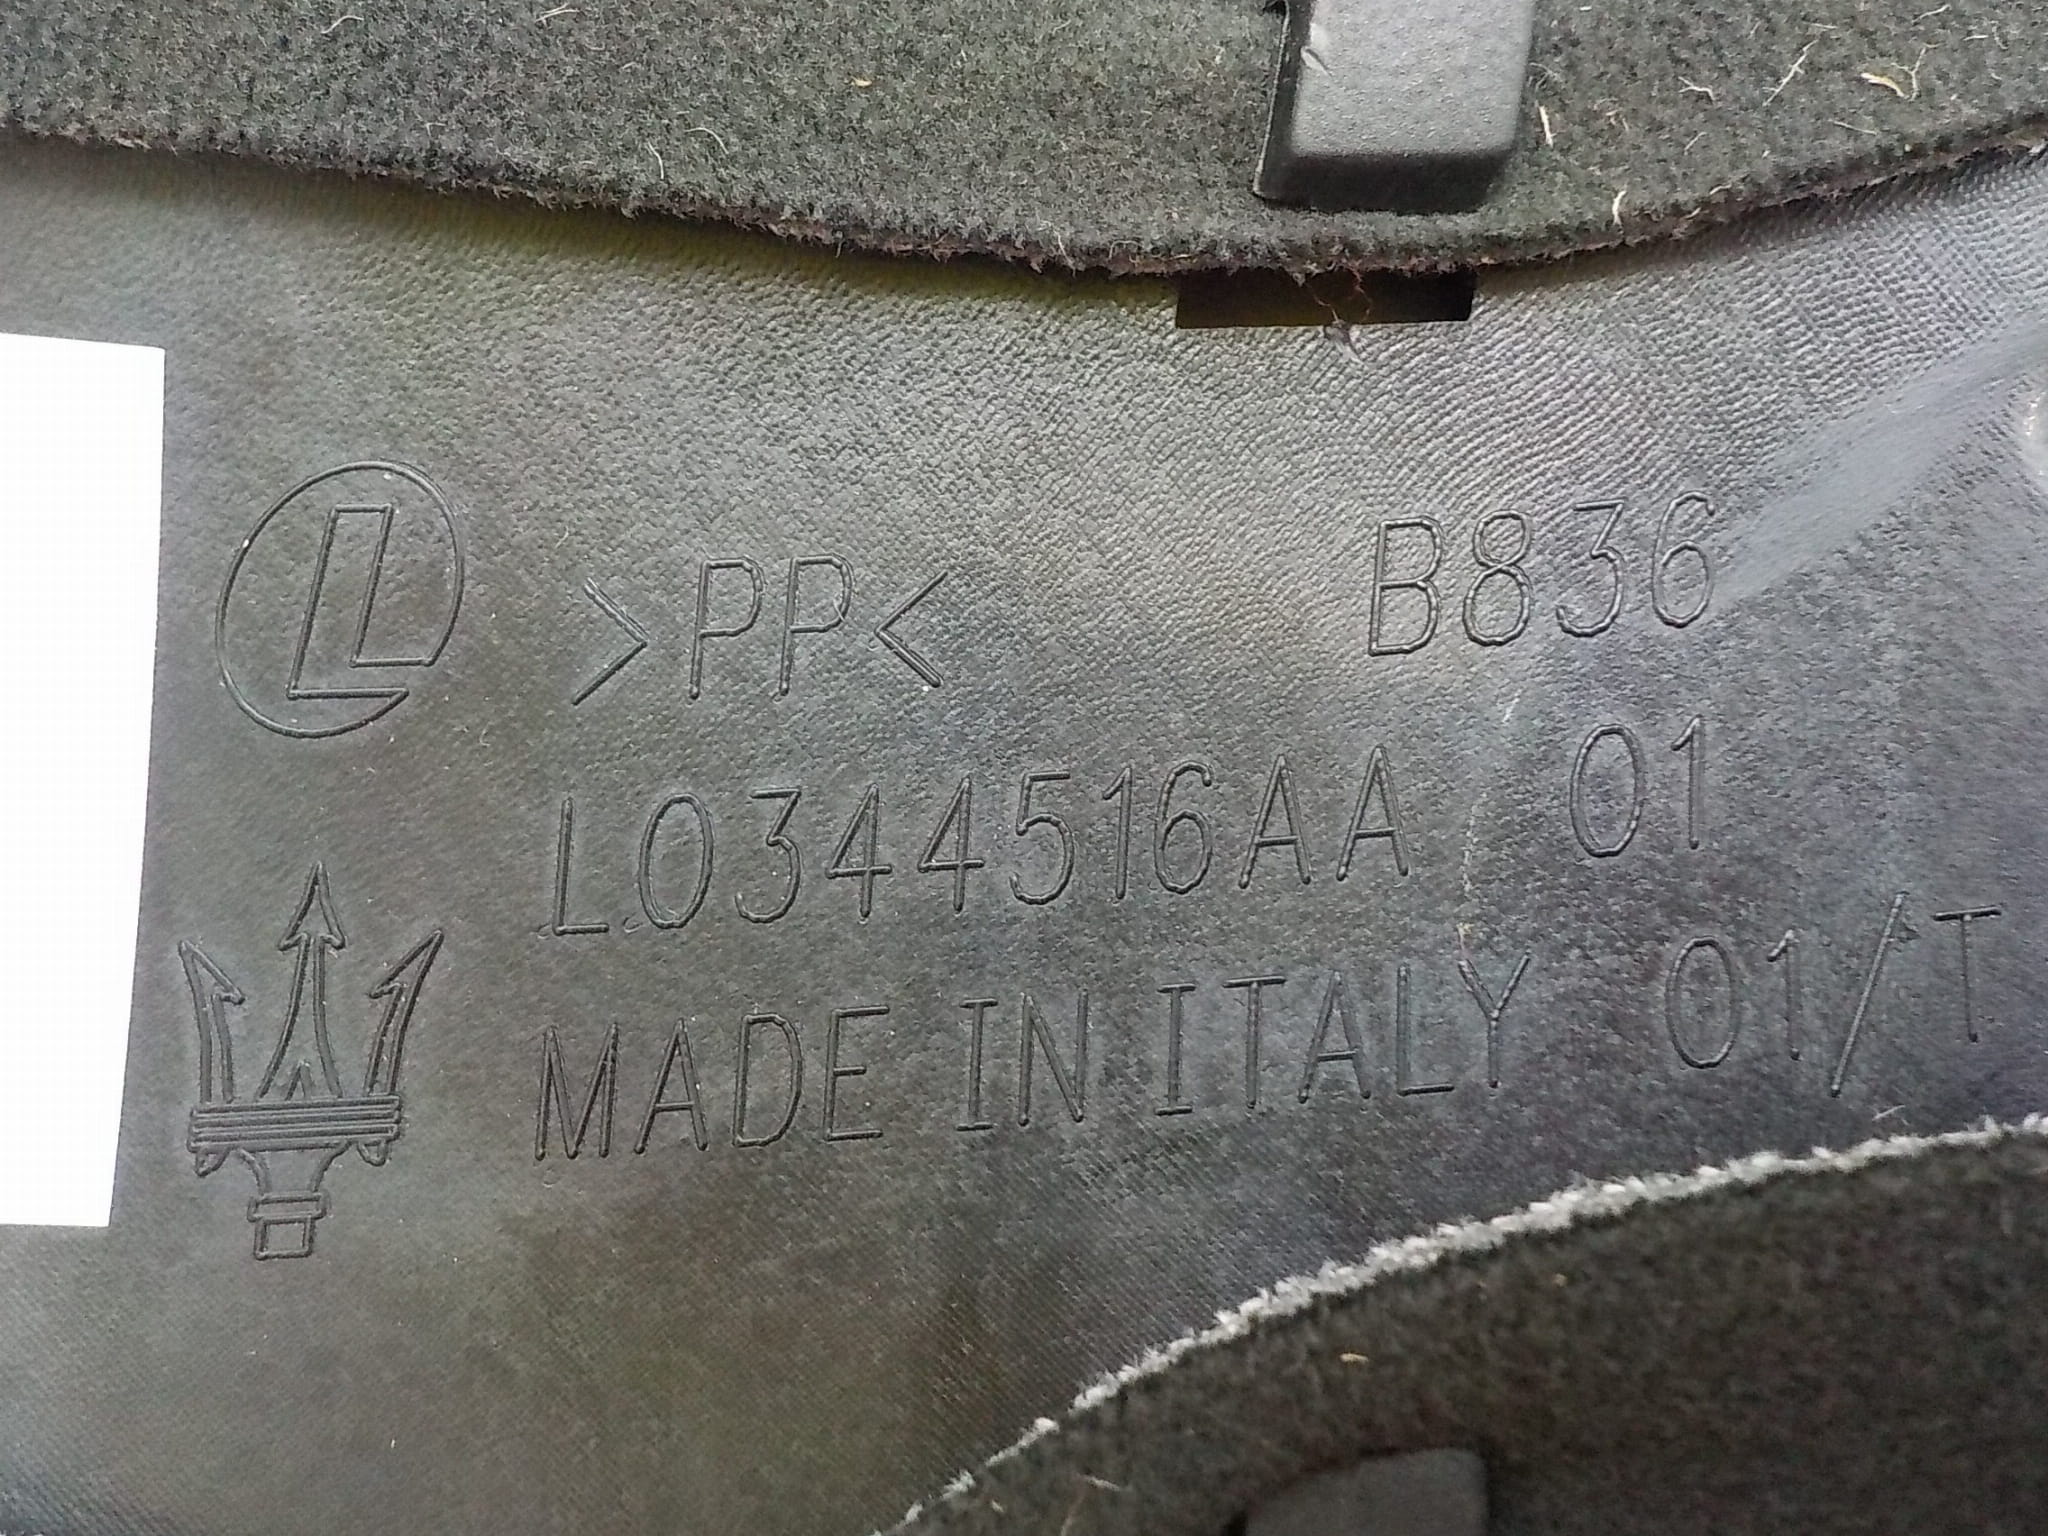 L >PP< B836
L0344516AA 01
MADE IN ITALY 01/T